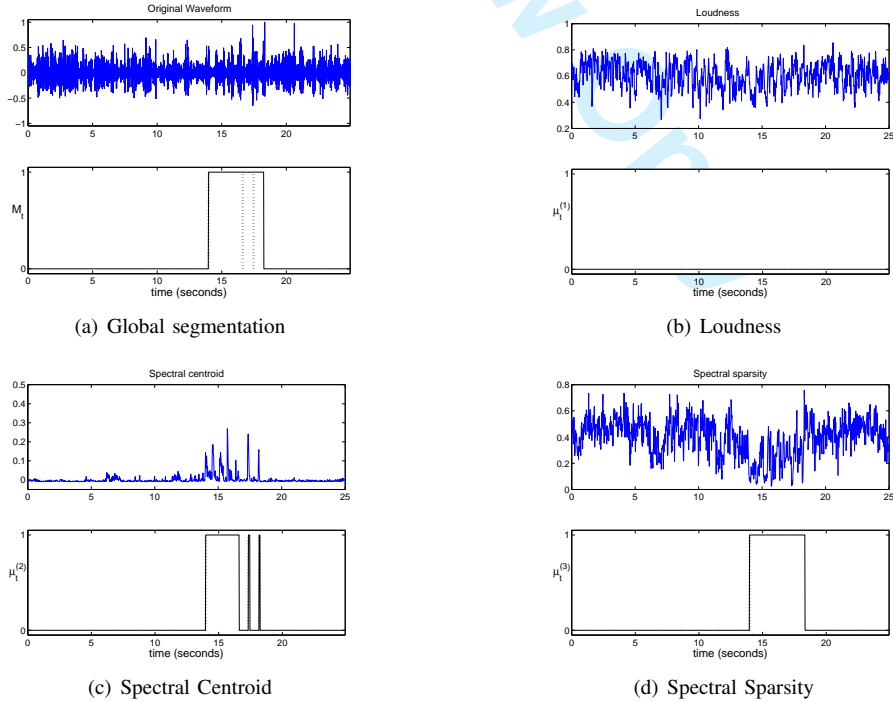 Original Waveform
1
0.5
0
−0.5
−1
0 5 10 15 20
1
M_t
0
0 5 10 15 20
time (seconds)
(a) Global segmentation
Loudness
1
0.8
0.6
0.4
0.2
0 5 10 15 20 25
1
μ_t^(1)
0
0 5 10 15 20 25
time (seconds)
(b) Loudness
Spectral centroid
0.5
0.4
0.3
0.2
0.1
0
0 5 10 15 20 25
1
μ_t^(2)
0
0 5 10 15 20 25
time (seconds)
(c) Spectral Centroid
Spectral sparsity
0.8
0.6
0.4
0.2
0
0 5 10 15 20 25
1
μ_t^(3)
0
0 5 10 15 20 25
time (seconds)
(d) Spectral Sparsity